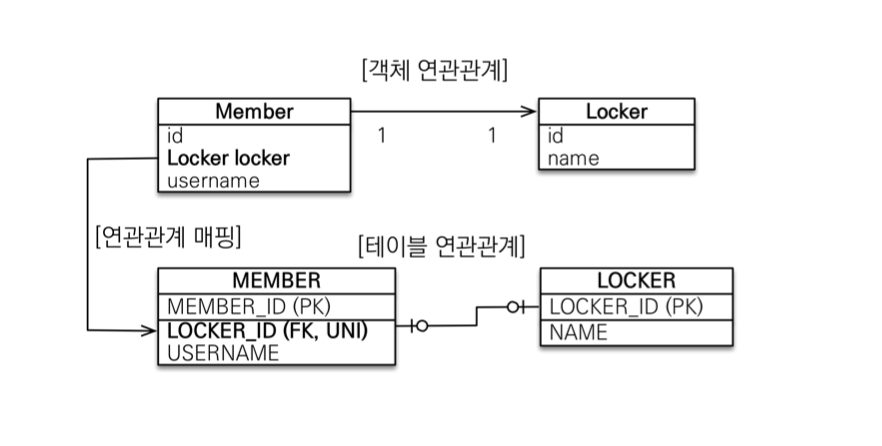 [객체 연관관계]
Member
id
Locker locker
username
1
1
Locker
id
name
[연관관계 매핑]
[테이블 연관관계]
MEMBER
MEMBER_ID (PK)
LOCKER_ID (FK, UNI)
USERNAME
LOCKER
LOCKER_ID (PK)
NAME